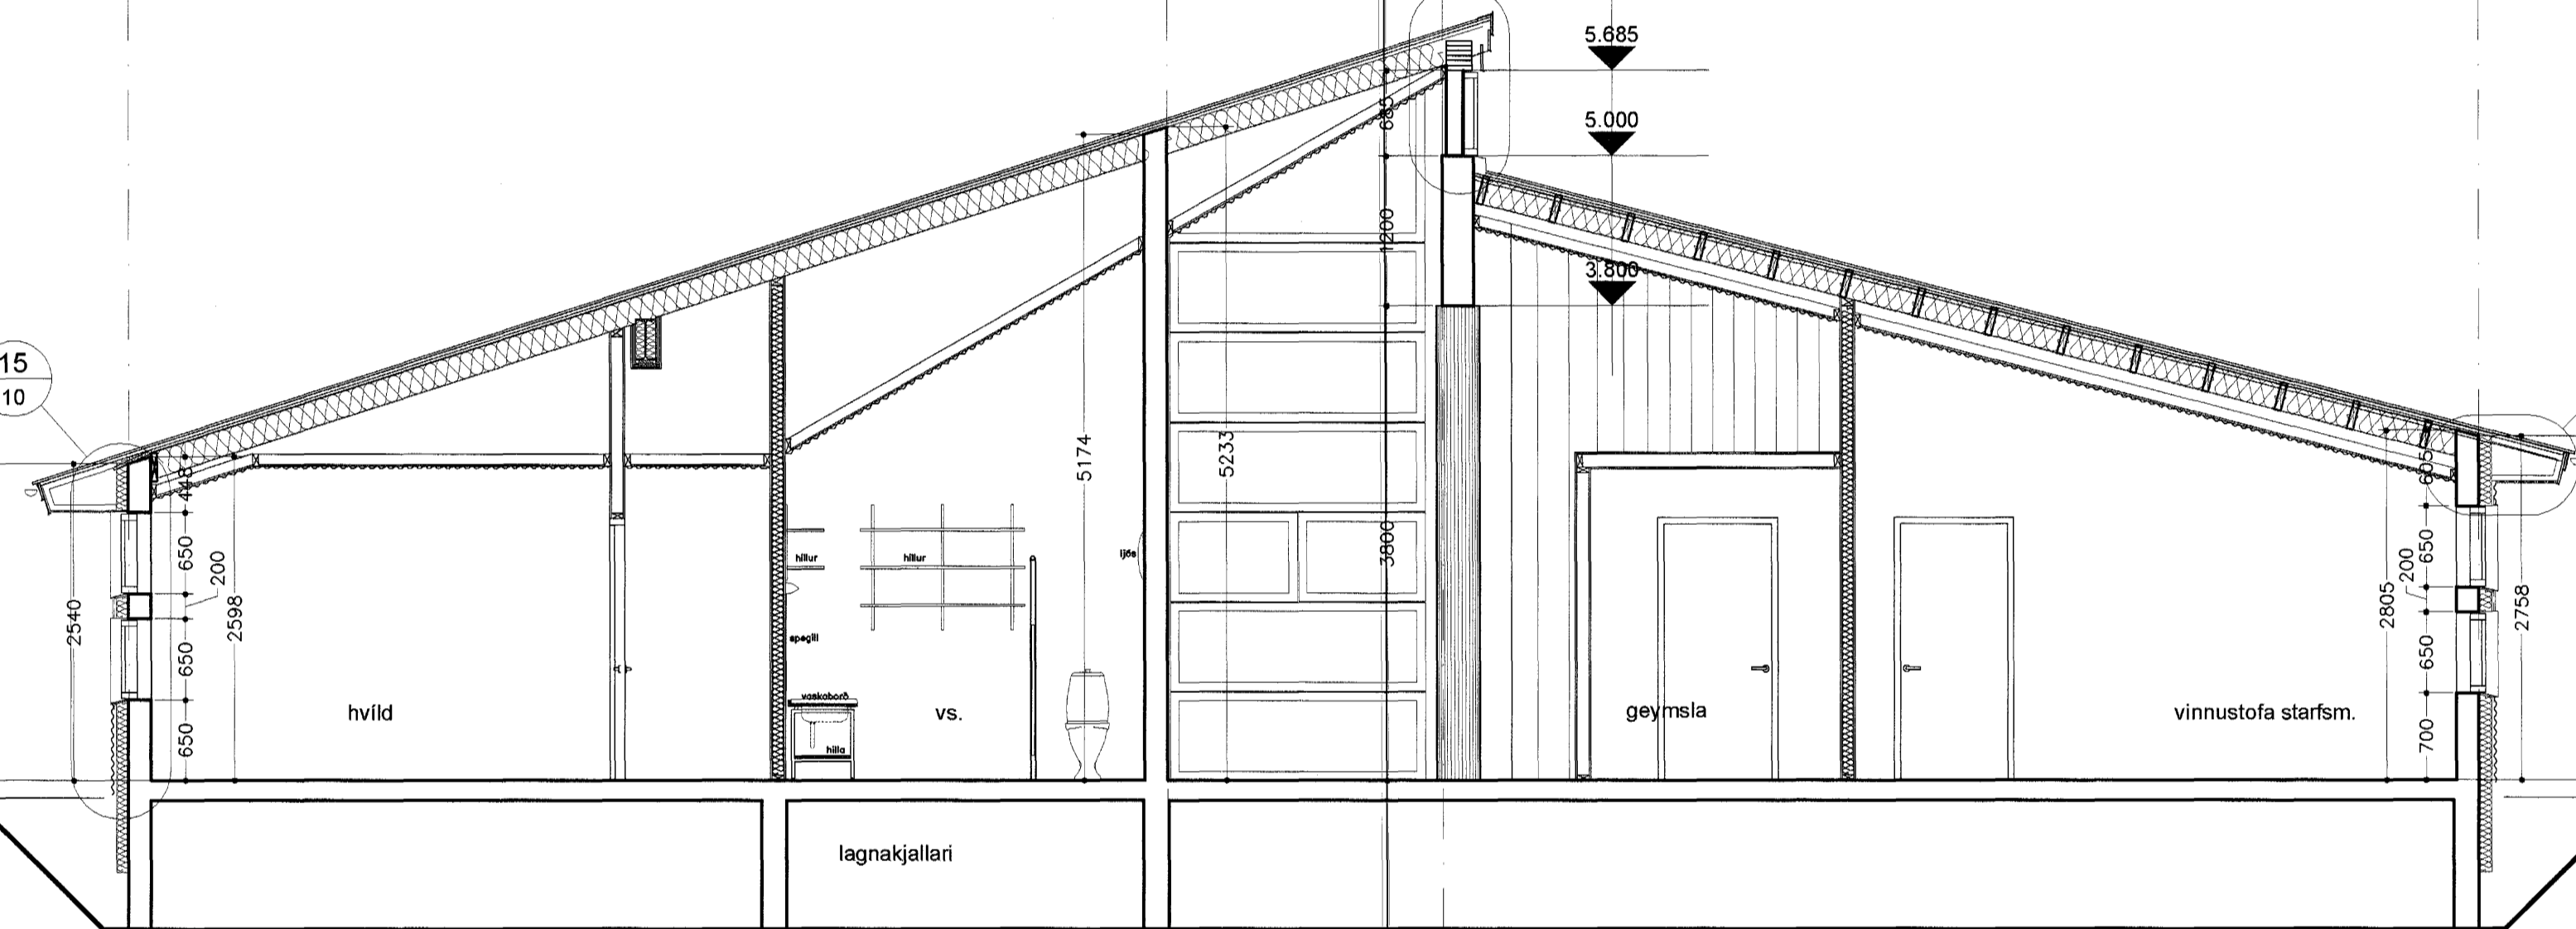 5.685
5.000
3.800
685
1200
3800
15
10
5174
5233
448
650
200
650
650
2540
2598
hillur
hillur
ljós
spegill
vaskaborð
hilla
hvíld
vs.
geymsla
vinnustofa starfsm.
605
650
200
650
700
2805
2758
lagnakjallari